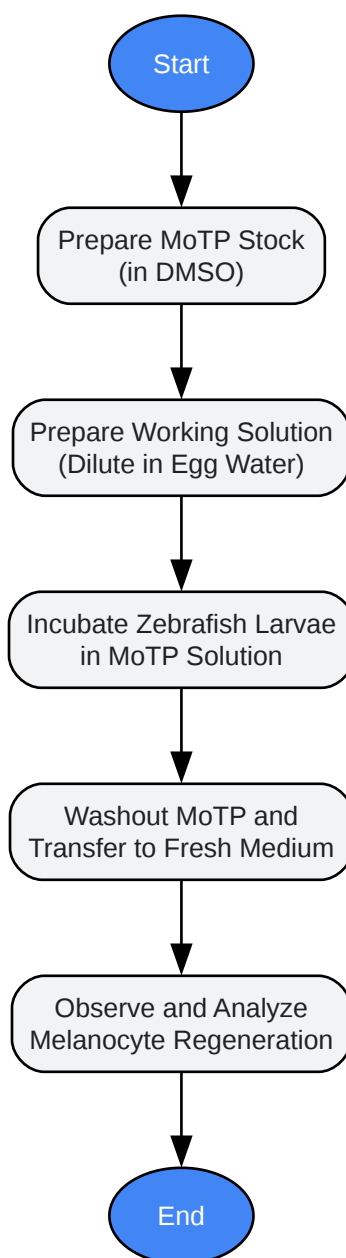 Start
Prepare MoTP Stock
(in DMSO)
Prepare Working Solution
(Dilute in Egg Water)
Incubate Zebrafish Larvae
in MoTP Solution
Washout MoTP and
Transfer to Fresh Medium
Observe and Analyze
Melanocyte Regeneration
End